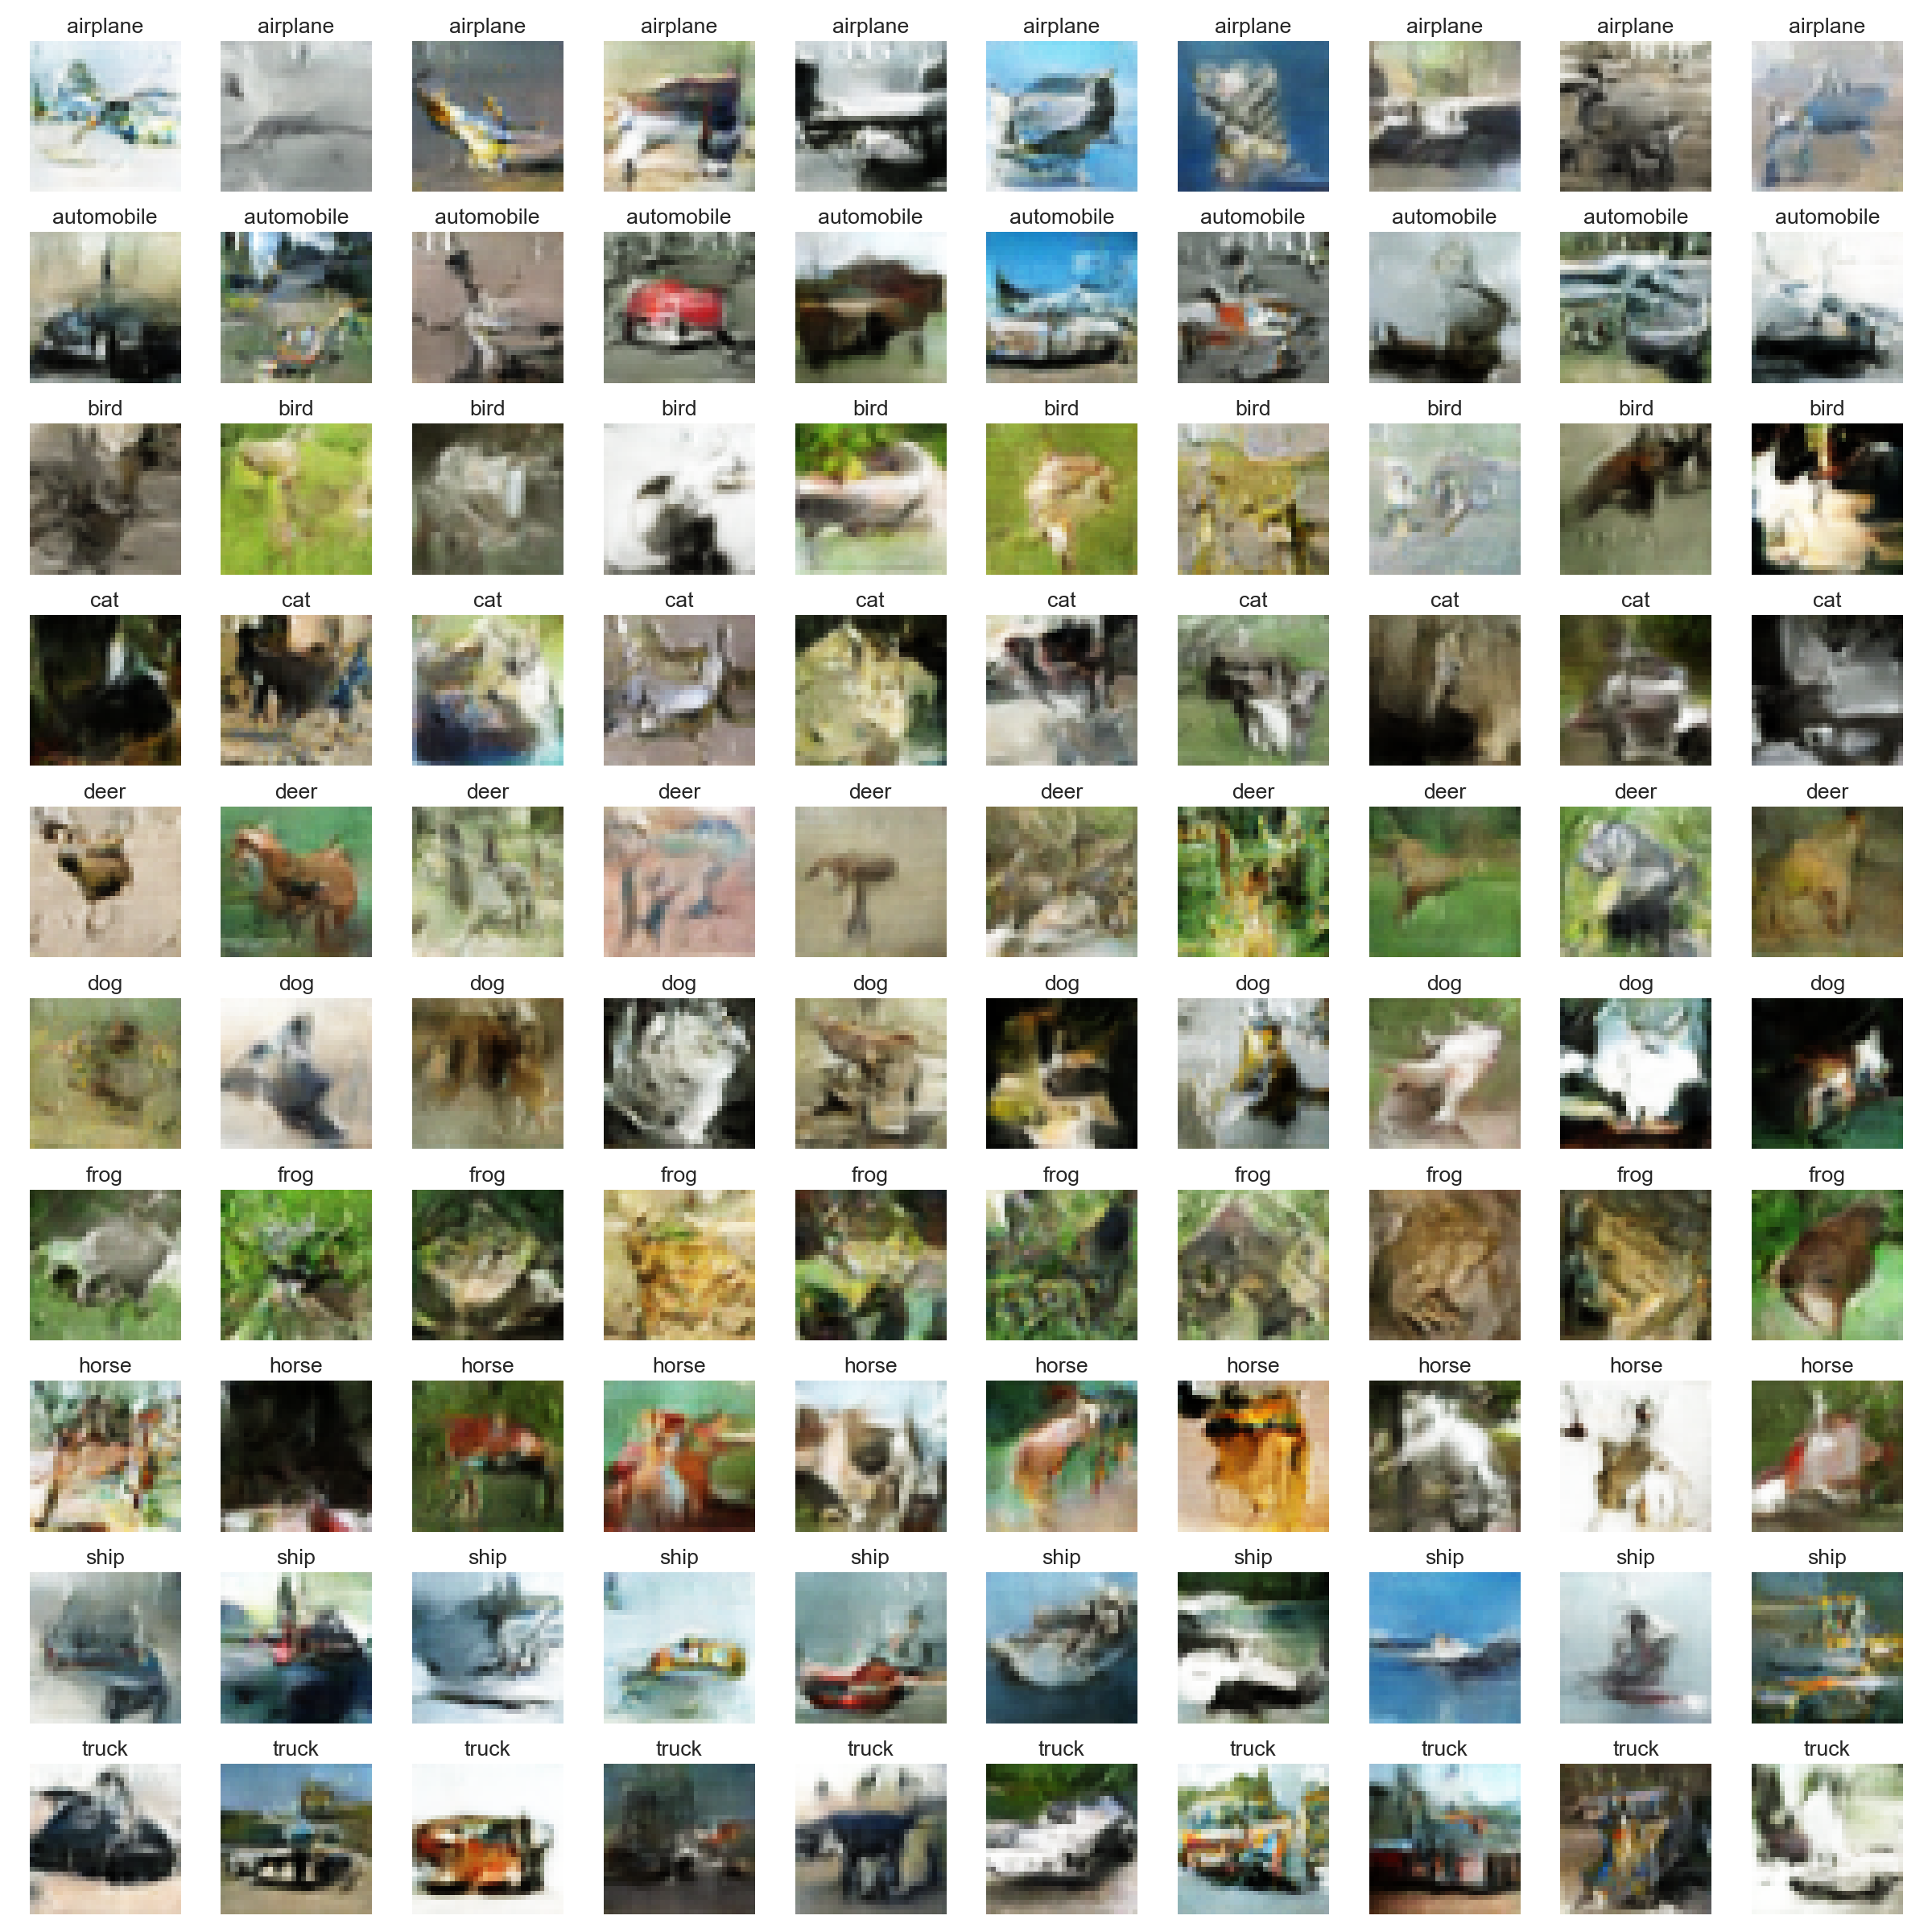 airplane airplane airplane airplane airplane airplane airplane airplane airplane airplane
automobile automobile automobile automobile automobile automobile automobile automobile automobile automobile
bird bird bird bird bird bird bird bird bird bird
cat cat cat cat cat cat cat cat cat cat
deer deer deer deer deer deer deer deer deer deer
dog dog dog dog dog dog dog dog dog dog
frog frog frog frog frog frog frog frog frog frog
horse horse horse horse horse horse horse horse horse horse
ship ship ship ship ship ship ship ship ship ship
truck truck truck truck truck truck truck truck truck truck